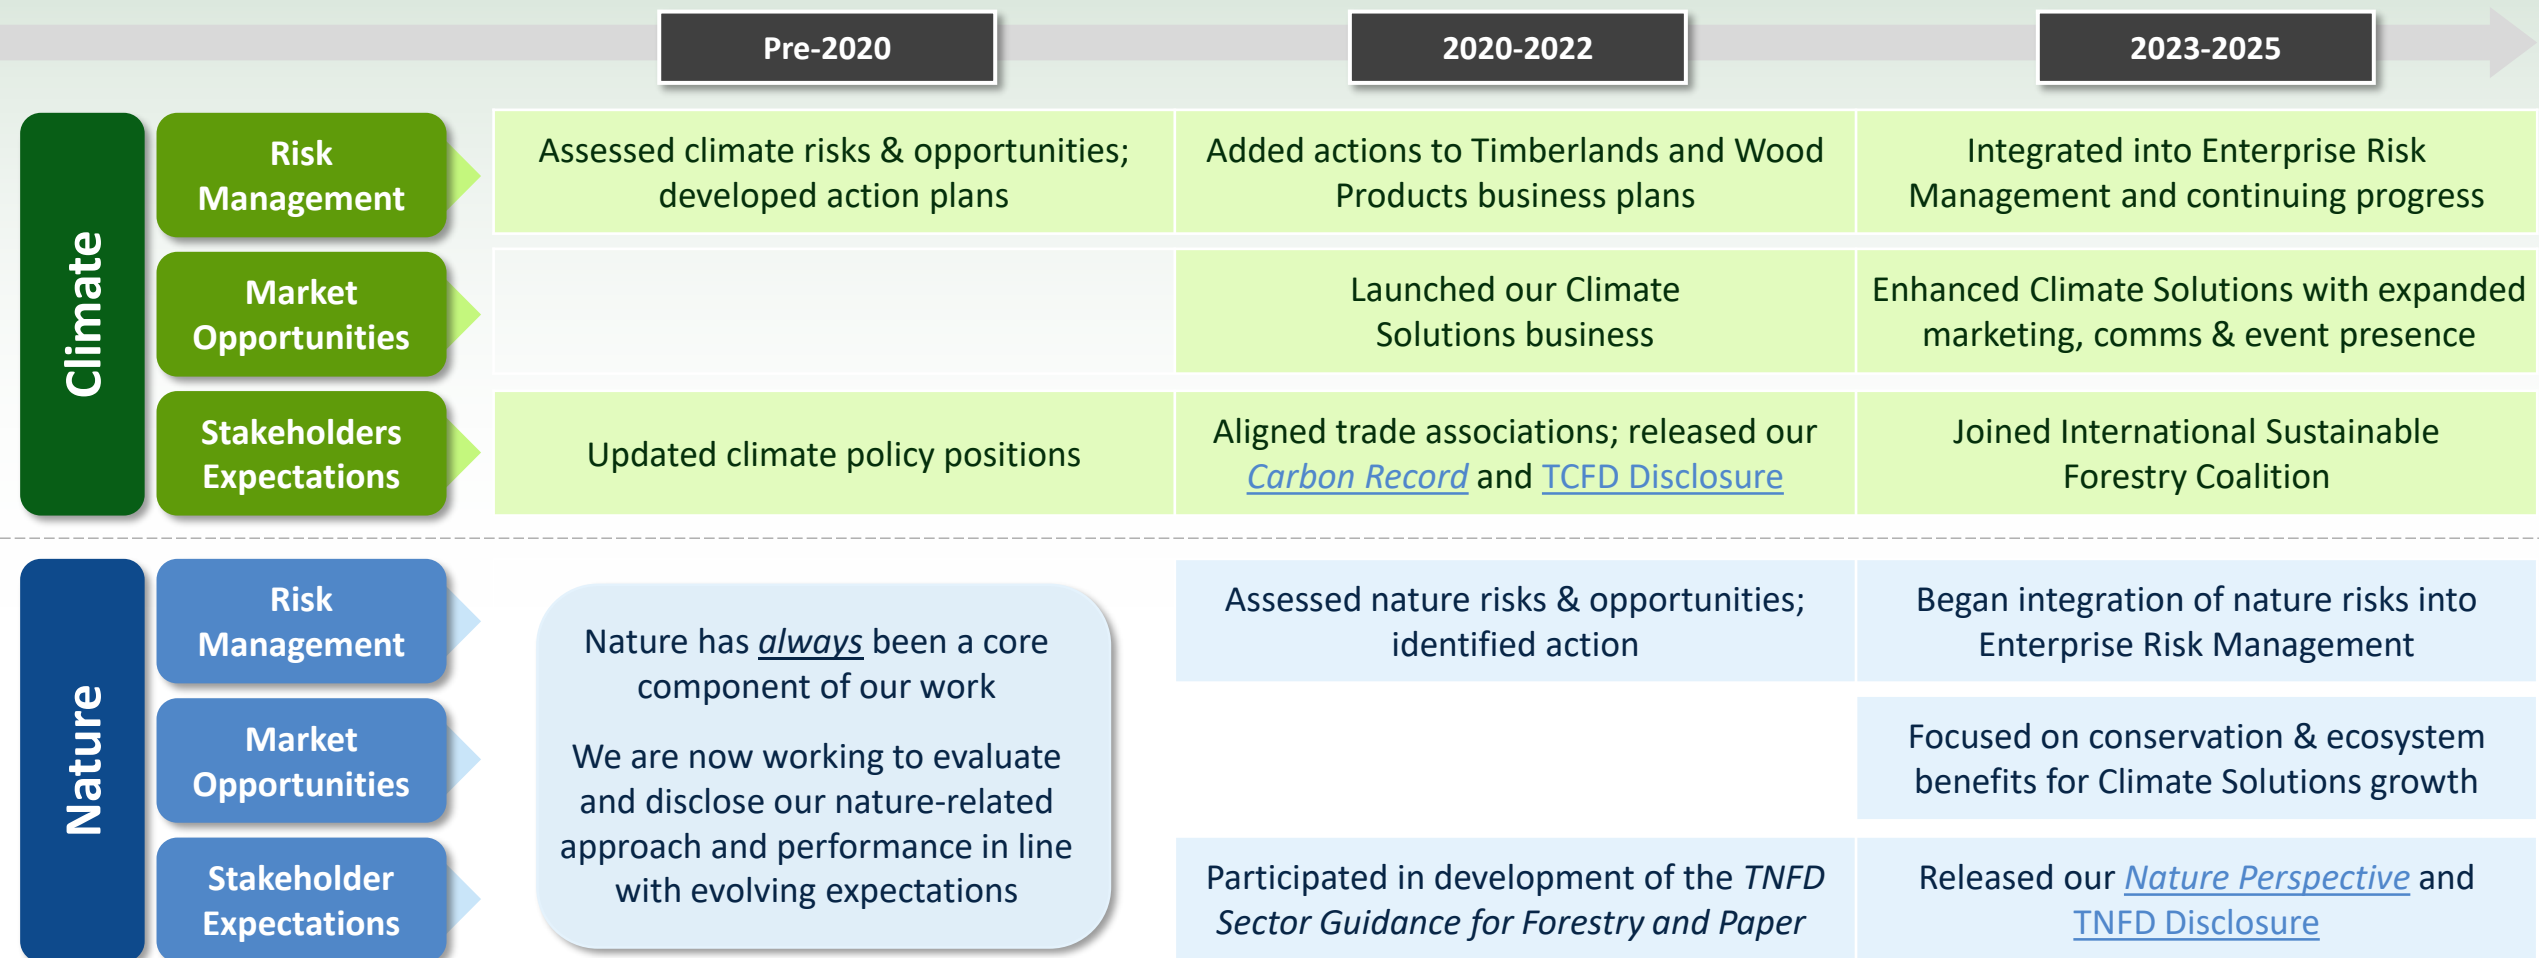 Pre-2020
2020-2022
2023-2025
Climate
Risk
Management
Assessed climate risks & opportunities;
developed action plans
Added actions to Timberlands and Wood
Products business plans
Integrated into Enterprise Risk
Management and continuing progress
Market
Opportunities
Launched our Climate
Solutions business
Enhanced Climate Solutions with expanded
marketing, comms & event presence
Stakeholders
Expectations
Updated climate policy positions
Aligned trade associations; released our
Carbon Record and TCFD Disclosure
Joined International Sustainable
Forestry Coalition
Nature
Risk
Management
Nature has always been a core
component of our work
We are now working to evaluate
and disclose our nature-related
approach and performance in line
with evolving expectations
Assessed nature risks & opportunities;
identified action
Began integration of nature risks into
Enterprise Risk Management
Market
Opportunities
Focused on conservation & ecosystem
benefits for Climate Solutions growth
Stakeholder
Expectations
Participated in development of the TNFD
Sector Guidance for Forestry and Paper
Released our Nature Perspective and
TNFD Disclosure